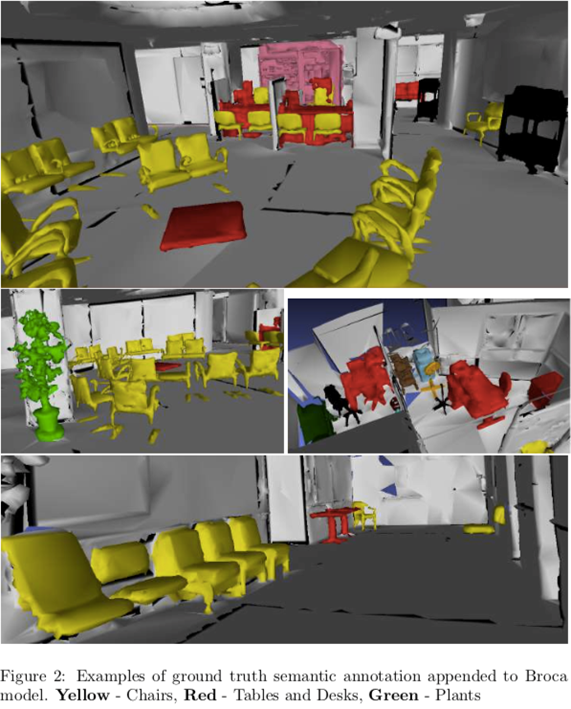 Figure 2: Examples of ground truth semantic annotation appended to Broca
model. Yellow - Chairs, Red - Tables and Desks, Green - Plants